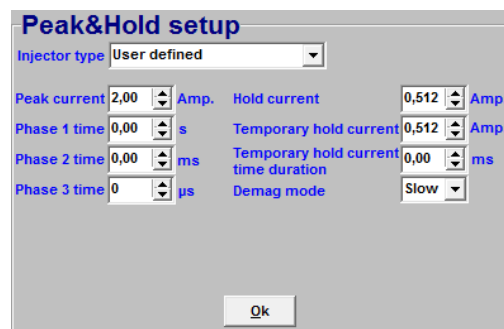 Peak&Hold setup
Injector type User defined
Peak current 2,00 Amp. Hold current 0,512 Amp
Phase 1 time 0,00 s Temporary hold current 0,512 Amp
Phase 2 time 0,00 ms Temporary hold current time duration 0,00 ms
Phase 3 time 0 µs Demag mode Slow
Ok